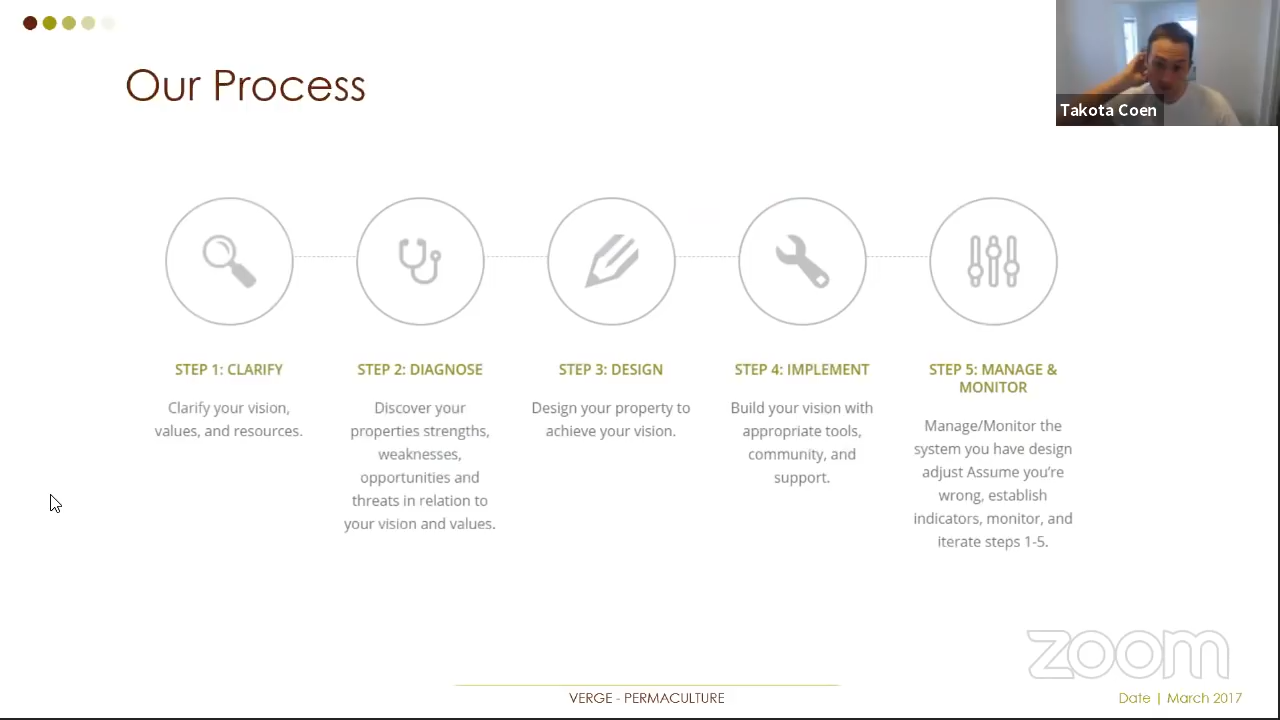 Our Process
Takota Coen
STEP 1: CLARIFY
Clarify your vision,
values, and resources.
STEP 2: DIAGNOSE
Discover your
properties strengths,
weaknesses,
opportunities and
threats in relation to
your vision and values.
STEP 3: DESIGN
Design your property to
achieve your vision.
STEP 4: IMPLEMENT
Build your vision with
appropriate tools,
community, and
support.
STEP 5: MANAGE &
MONITOR
Manage/Monitor the
system you have design
adjust Assume you’re
wrong, establish
indicators, monitor, and
iterate steps 1-5.
zoom
VERGE - PERMACULTURE
Date | March 2017